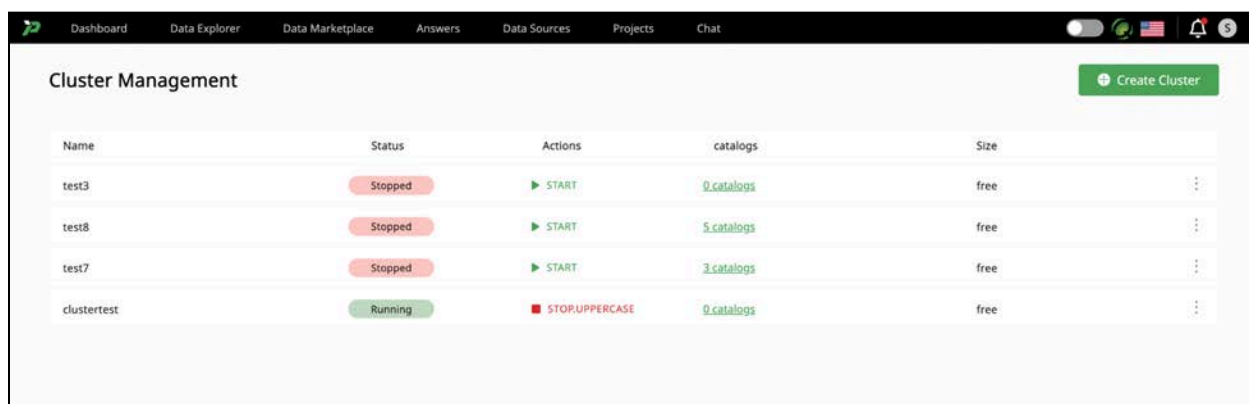 Dashboard Data Explorer Data Marketplace Answers Data Sources Projects Chat S
Cluster Management
Create Cluster
Name Status Actions catalogs Size
test3 Stopped START 0 catalogs free
test8 Stopped START 5 catalogs free
test7 Stopped START 3 catalogs free
clustertest Running STOP.UPPERCASE 0 catalogs free